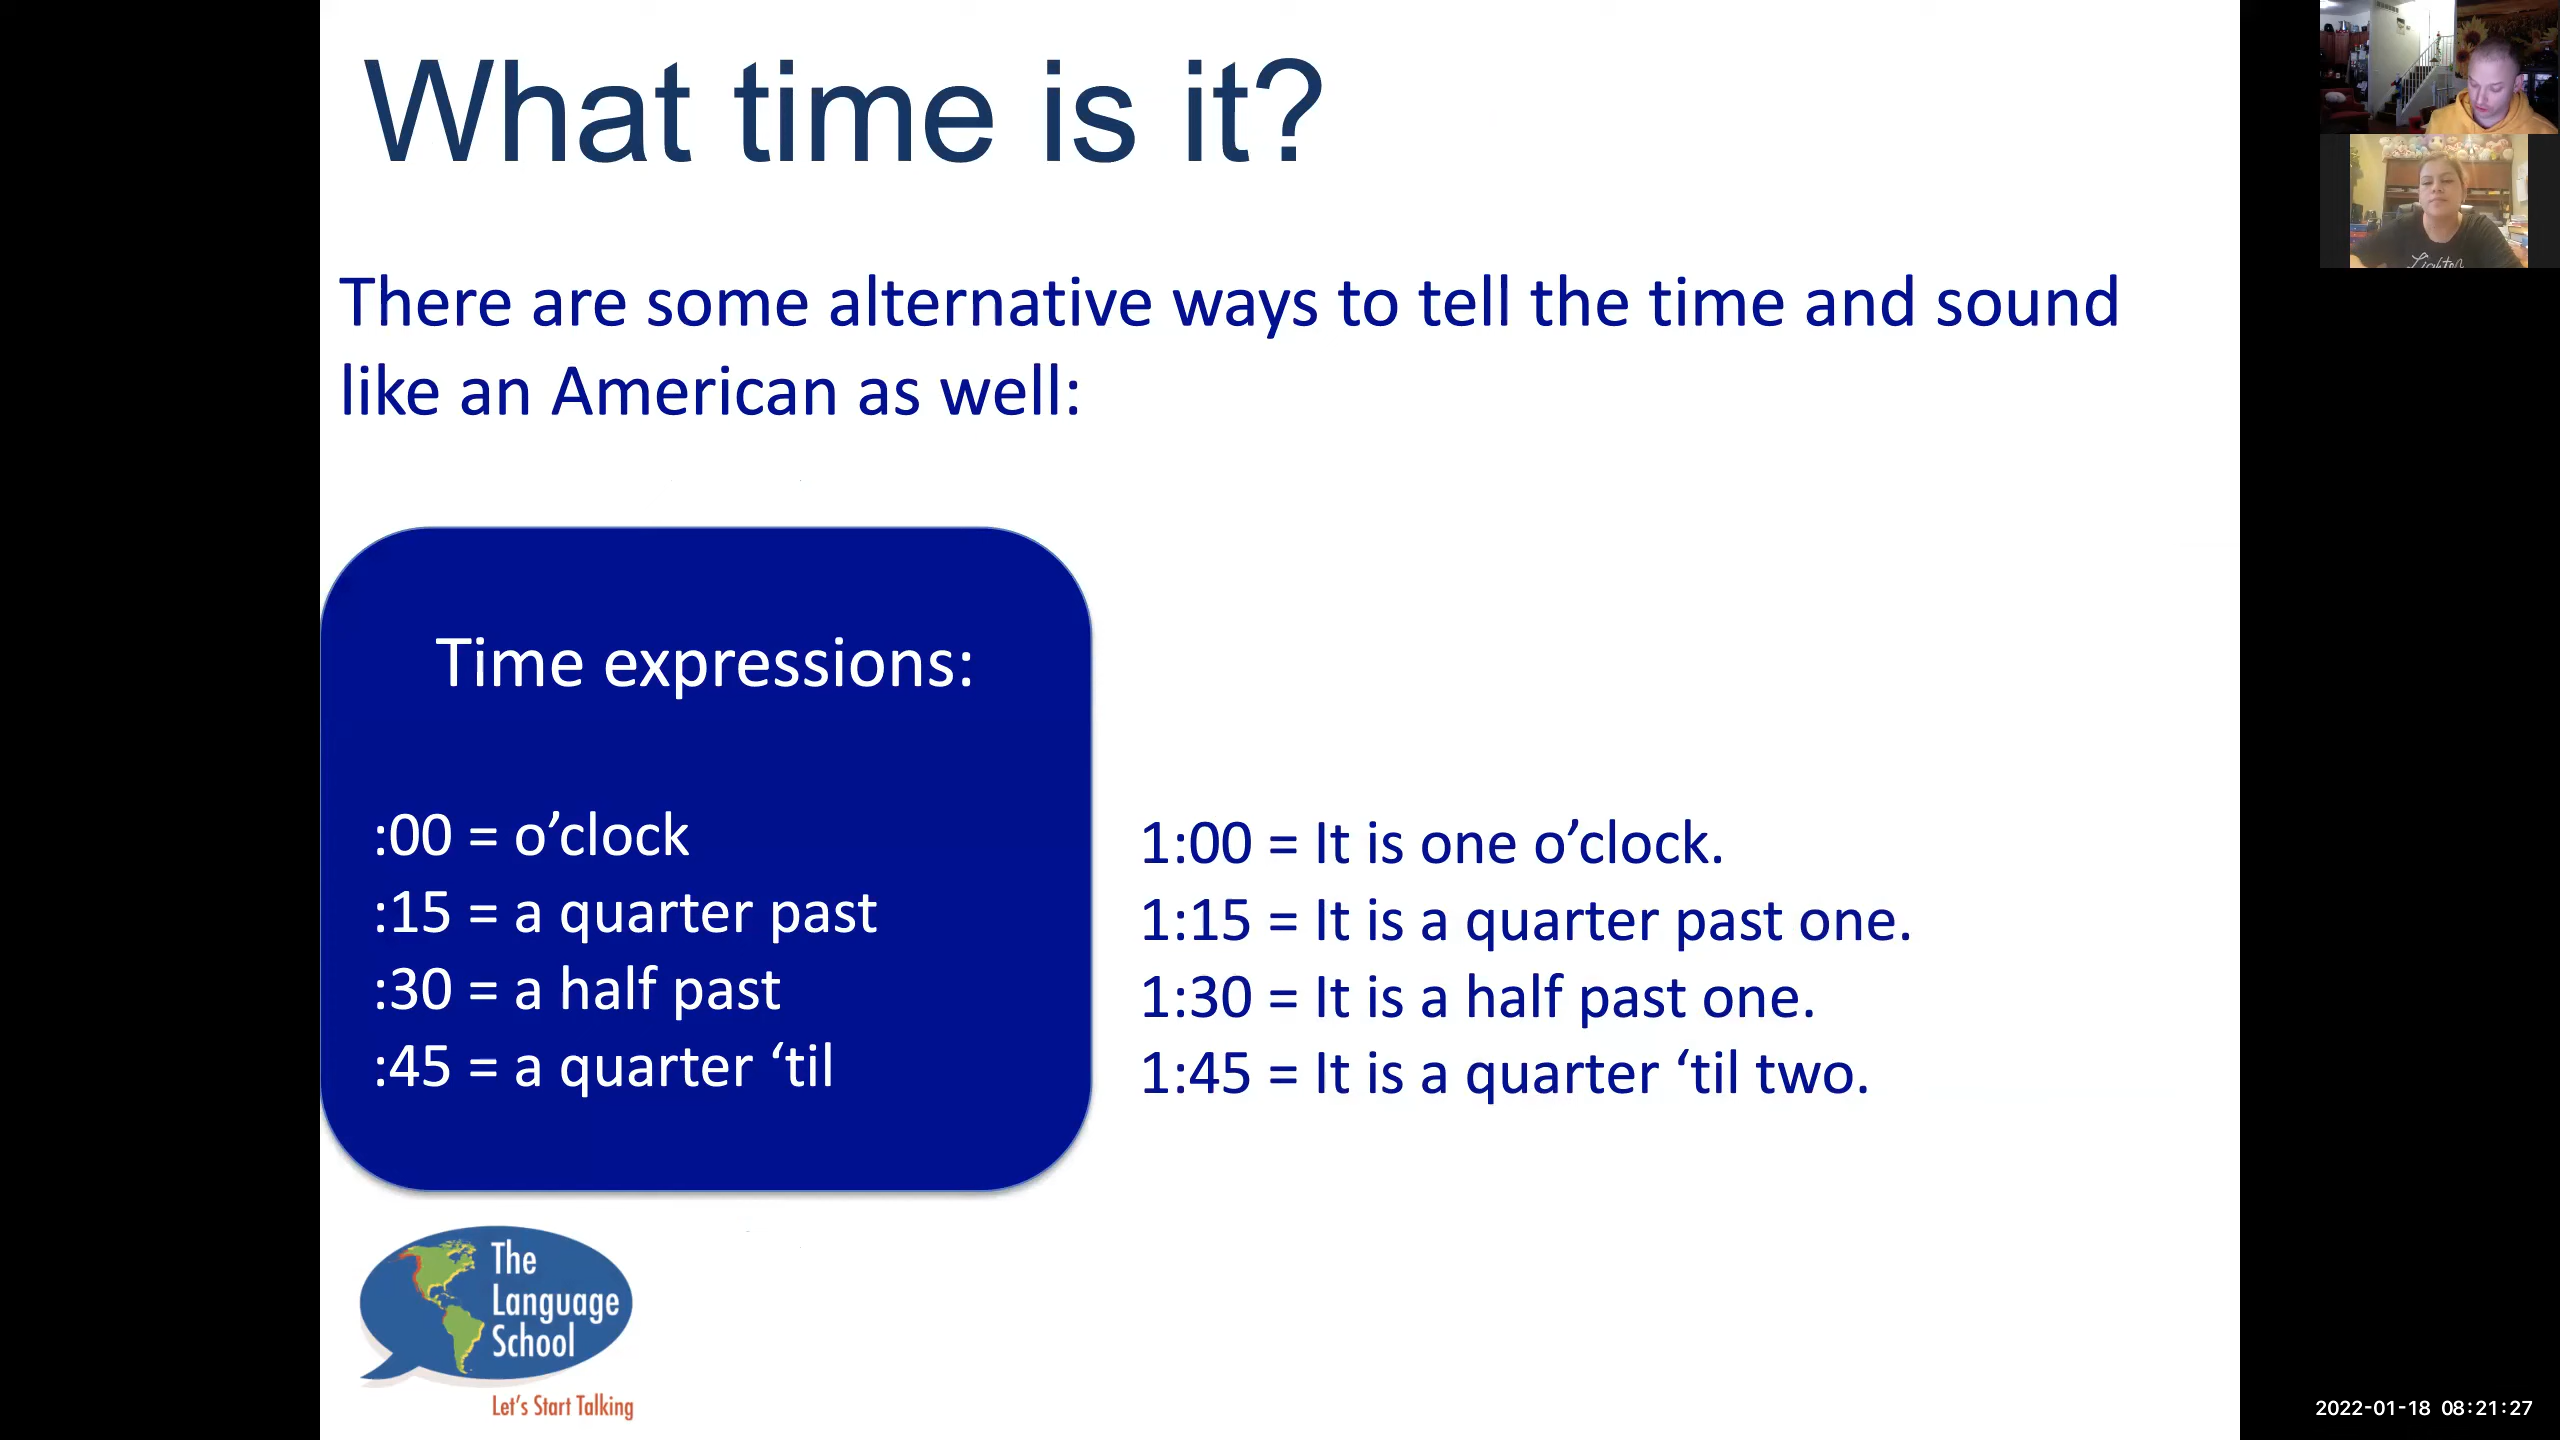 What time is it?
There are some alternative ways to tell the time and sound
like an American as well:
Time expressions:
:00 = o’clock
:15 = a quarter past
:30 = a half past
:45 = a quarter ‘til
1:00 = It is one o’clock.
1:15 = It is a quarter past one.
1:30 = It is a half past one.
1:45 = It is a quarter ‘til two.
The
Language
School
Let’s Start Talking
2022-01-18 08:21:27